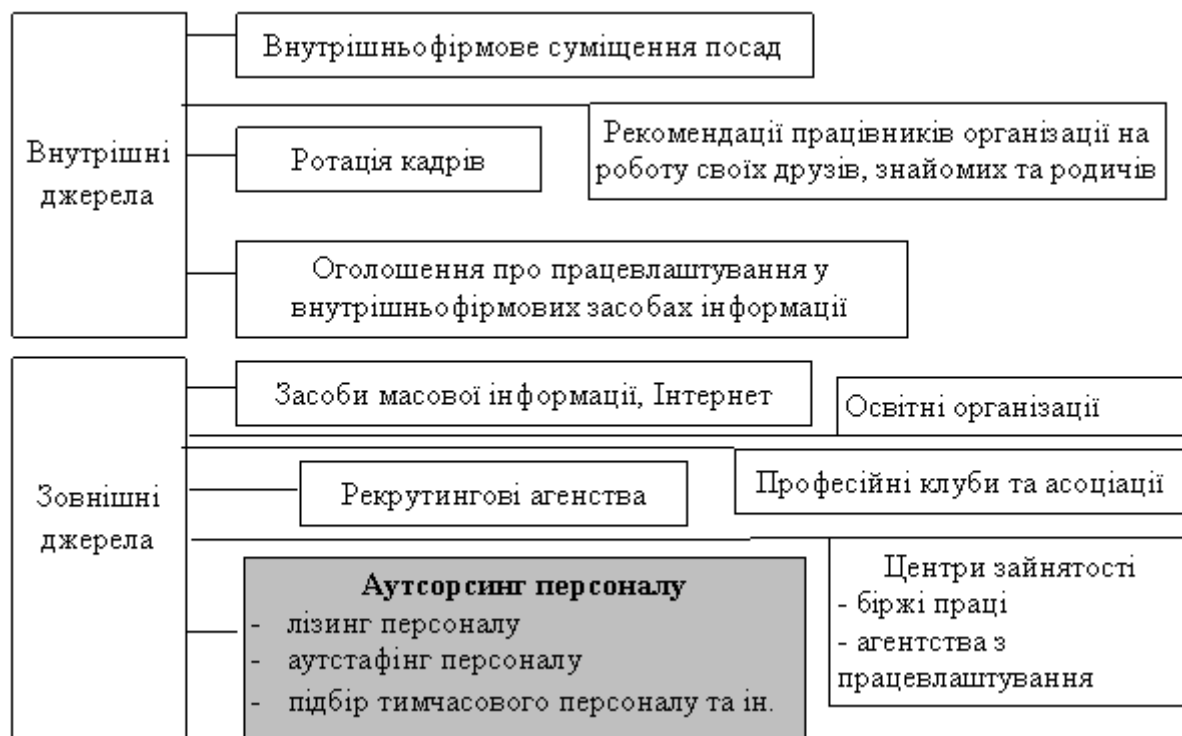 Внутрішні
джерела
Внутрішньофірмове суміщення посад
Рекомендації працівників організації на
роботу своїх друзів, знайомих та родичів
Ротація кадрів
Оголошення про працевлаштування у
внутрішньофірмових засобах інформації
Зовнішні
джерела
Засоби масової інформації, Інтернет
Освітні організації
Професійні клуби та асоціації
Рекрутингові агенства
Центри зайнятості
- біржі праці
- агентства з
працевлаштування
Аутсорсинг персоналу
- лізинг персоналу
- аутстафінг персоналу
- підбір тимчасового персоналу та ін.